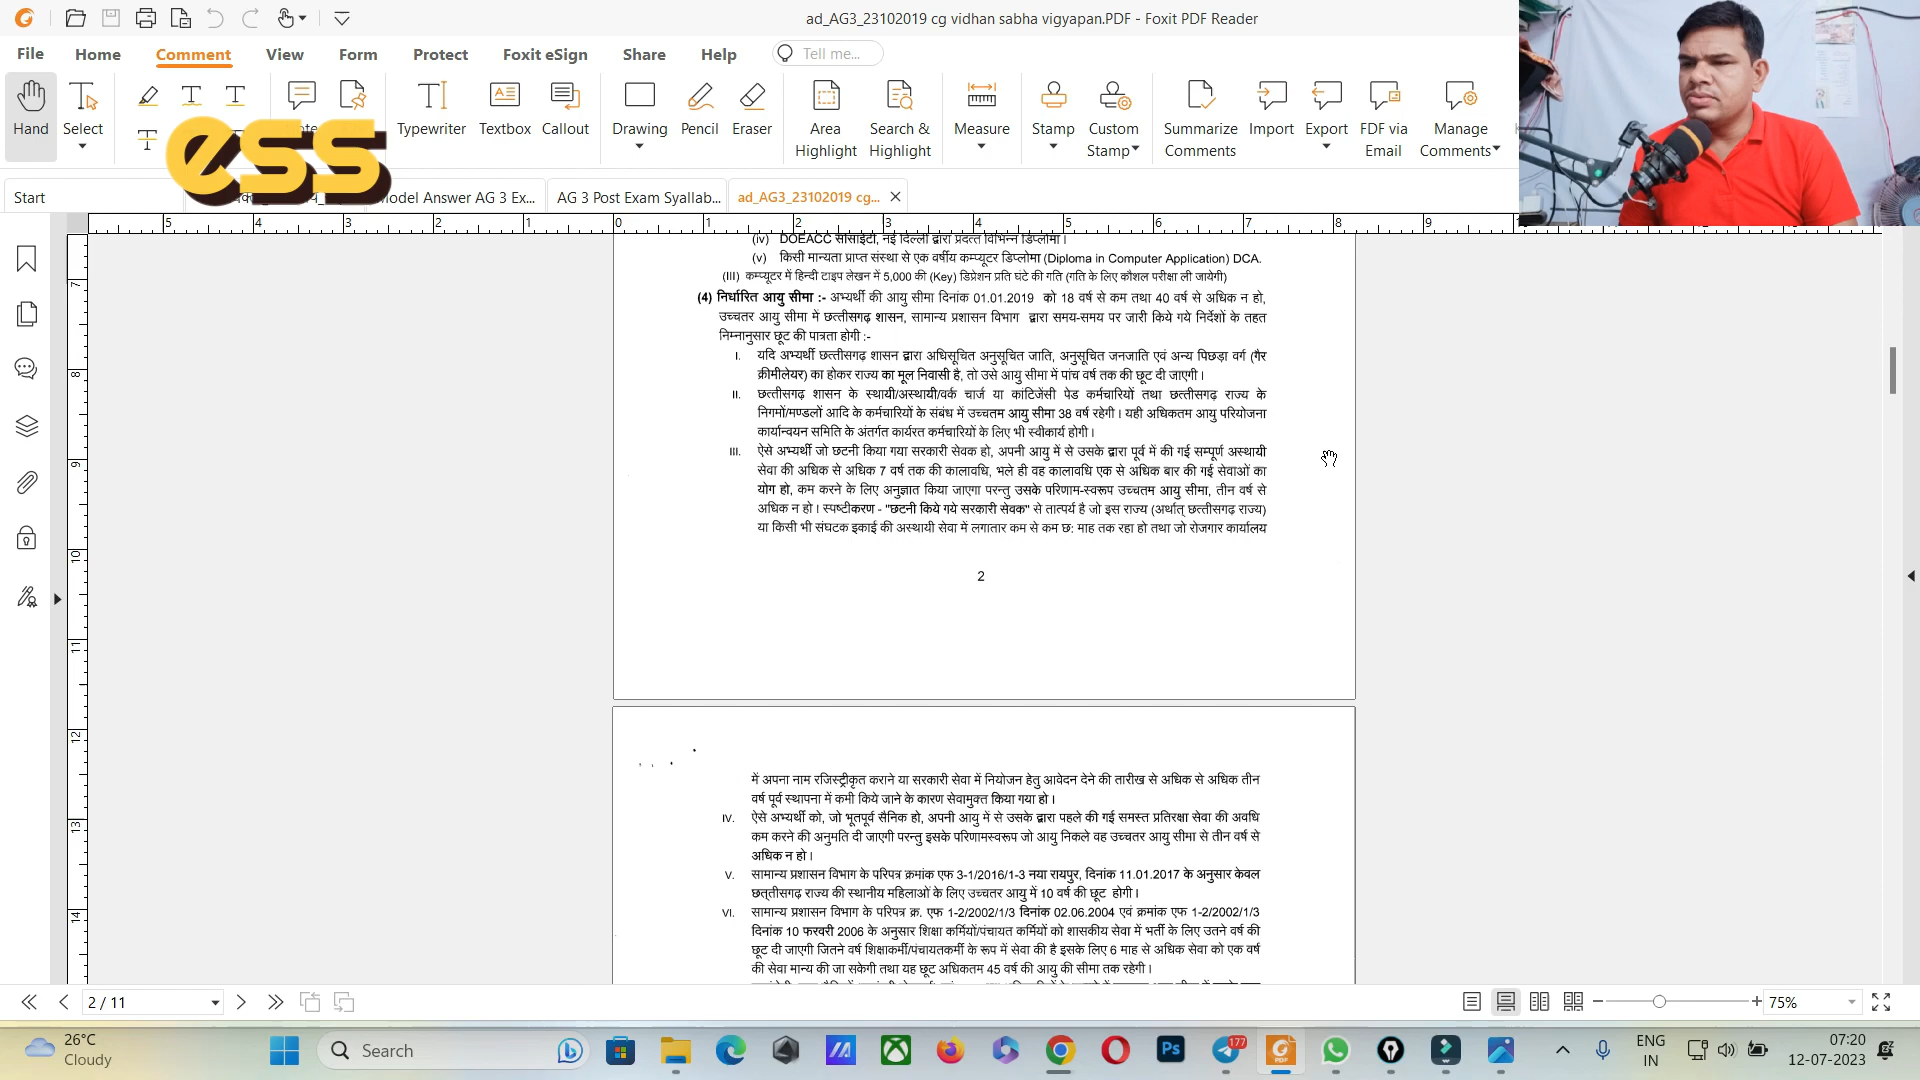 ad_AG3_23102019 cg vidhan sabha vigyapan.PDF - Foxit PDF Reader
File Home Comment View Form Protect Foxit eSign Share Help Tell me...
Hand Select Typewriter Textbox Callout Drawing Pencil Eraser Area Highlight Search & Highlight Measure Stamp Custom Stamp Summarize Comments Import Export FDF via Email Manage Comments
ess
Start
Model Answer AG 3 Ex...
AG 3 Post Exam Syallab...
ad_AG3_23102019 cg...
(iv) DOEACC सोसाइटी, नई दिल्ली द्वारा प्रदत्त विभिन्न डिप्लोमा।
(v) किसी मान्यता प्राप्त संस्था से एक वर्षीय कम्प्यूटर डिप्लोमा (Diploma in Computer Application) DCA.
(III) कम्प्यूटर में हिन्दी टाइप लेखन में 5,000 की (Key) डिप्रेशन प्रति घंटे की गति (गति के लिए कौशल परीक्षा ली जायेगी)
(4) निर्धारित आयु सीमा :- अभ्यर्थी की आयु सीमा दिनांक 01.01.2019 को 18 वर्ष से कम तथा 40 वर्ष से अधिक न हो,
उच्चतर आयु सीमा में छत्तीसगढ़ शासन, सामान्य प्रशासन विभाग द्वारा समय-समय पर जारी किये गये निर्देशों के तहत
निम्नानुसार छूट की पात्रता होगी :-
I. यदि अभ्यर्थी छत्तीसगढ़ शासन द्वारा अधिसूचित अनुसूचित जाति, अनुसूचित जनजाति एवं अन्य पिछड़ा वर्ग (गैर
क्रीमीलेयर) का होकर राज्य का मूल निवासी है, तो उसे आयु सीमा में पांच वर्ष तक की छूट दी जाएगी।
II. छत्तीसगढ़ शासन के स्थायी/अस्थायी/वर्क चार्ज या कांटिजेंसी पेड कर्मचारियों तथा छत्तीसगढ़ राज्य के
निगमों/मण्डलों आदि के कर्मचारियों के संबंध में उच्चतम आयु सीमा 38 वर्ष रहेगी। यही अधिकतम आयु परियोजना
कार्यान्वयन समिति के अंतर्गत कार्यरत कर्मचारियों के लिए भी स्वीकार्य होगी।
III. ऐसे अभ्यर्थी जो छटनी किया गया सरकारी सेवक हो, अपनी आयु में से उसके द्वारा पूर्व में की गई सम्पूर्ण अस्थायी
सेवा की अधिक से अधिक 7 वर्ष तक की कालावधि, भले ही वह कालावधि एक से अधिक बार की गई सेवाओं का
योग हो, कम करने के लिए अनुज्ञात किया जाएगा परन्तु उसके परिणाम-स्वरूप उच्चतम आयु सीमा, तीन वर्ष से
अधिक न हो। स्पष्टीकरण - "छटनी किये गये सरकारी सेवक" से तात्पर्य है जो इस राज्य (अर्थात् छत्तीसगढ़ राज्य)
या किसी भी संघटक इकाई की अस्थायी सेवा में लगातार कम से कम छ: माह तक रहा हो तथा जो रोजगार कार्यालय
2
में अपना नाम रजिस्ट्रीकृत कराने या सरकारी सेवा में नियोजन हेतु आवेदन देने की तारीख से अधिक से अधिक तीन
वर्ष पूर्व स्थापना में कमी किये जाने के कारण सेवामुक्त किया गया हो।
IV. ऐसे अभ्यर्थी को, जो भूतपूर्व सैनिक हो, अपनी आयु में से उसके द्वारा पहले की गई समस्त प्रतिरक्षा सेवा की अवधि
कम करने की अनुमति दी जाएगी परन्तु इसके परिणामस्वरूप जो आयु निकले वह उच्चतर आयु सीमा से तीन वर्ष से
अधिक न हो।
V. सामान्य प्रशासन विभाग के परिपत्र क्रमांक एफ 3-1/2016/1-3 नया रायपुर, दिनांक 11.01.2017 के अनुसार केवल
छत्तीसगढ़ राज्य की स्थानीय महिलाओं के लिए उच्चतर आयु में 10 वर्ष की छूट होगी।
VI. सामान्य प्रशासन विभाग के परिपत्र क्र. एफ 1-2/2002/1/3 दिनांक 02.06.2004 एवं क्रमांक एफ 1-2/2002/1/3
दिनांक 10 फरवरी 2006 के अनुसार शिक्षा कर्मियों/पंचायत कर्मियों को शासकीय सेवा में भर्ती के लिए उतने वर्ष की
छूट दी जाएगी जितने वर्ष शिक्षाकर्मी/पंचायतकर्मी के रूप में सेवा की है इसके लिए 6 माह से अधिक सेवा को एक वर्ष
की सेवा मान्य की जा सकेगी तथा यह छूट अधिकतम 45 वर्ष की आयु की सीमा तक रहेगी।
2 / 11
75%
26°C
Cloudy
Search
177
ENG
IN
07:20
12-07-2023